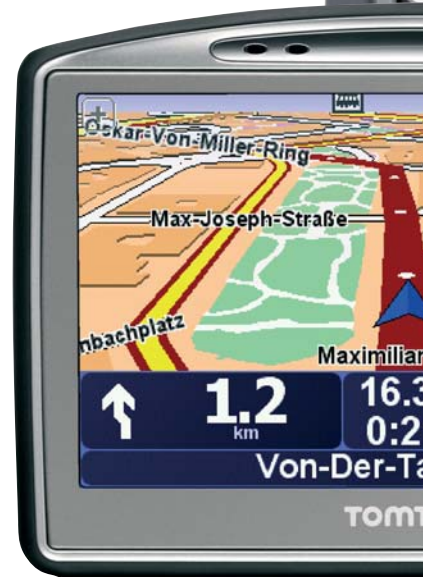 Oskar-Von-Miller-Ring
Max-Joseph-Straße
nbachplatz
Maximilian
1.2
km
16.3
0:2
Von-Der-Ta
TOMT